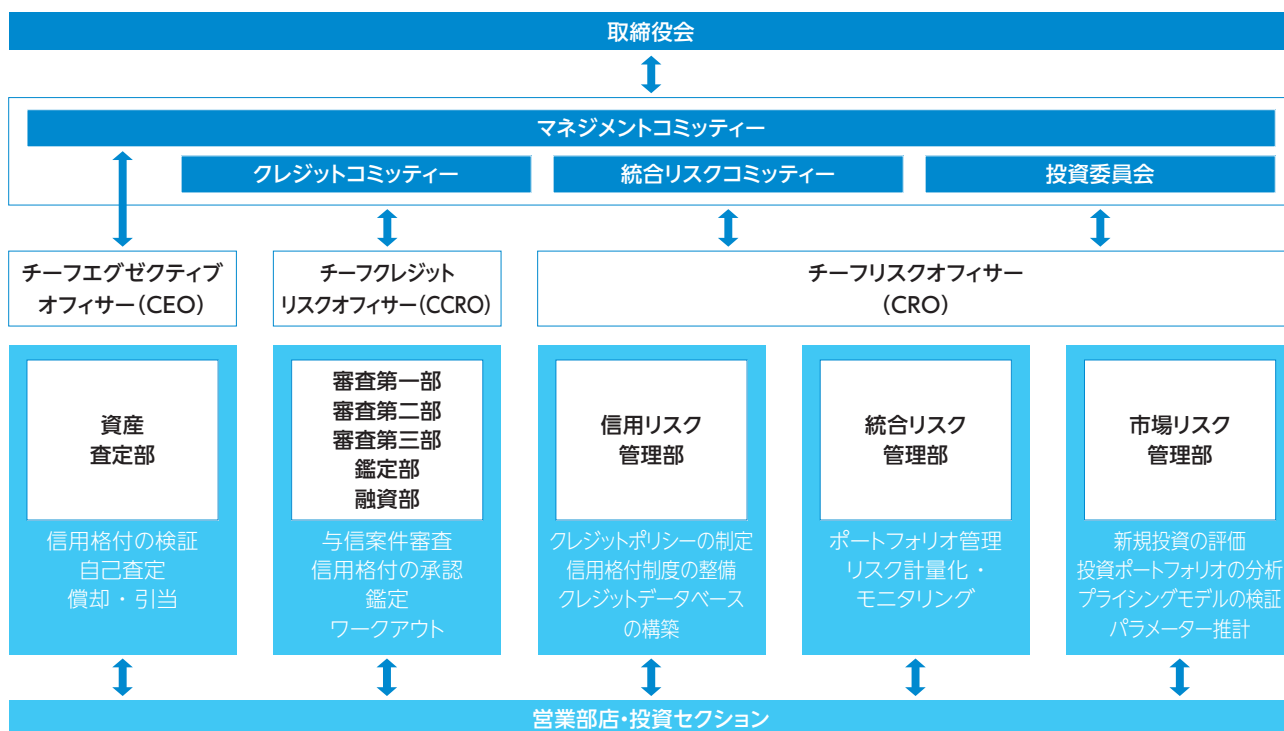 取締役会
マネジメントコミッティー
クレジットコミッティー
統合リスクコミッティー
投資委員会
チーフエグゼクティブ
オフィサー(CEO)
チーフクレジット
リスクオフィサー(CCRO)
チーフリスクオフィサー
(CRO)
資産
査定部
信用格付の検証
自己査定
償却・引当
審査第一部
審査第二部
審査第三部
鑑定部
融資部
与信案件審査
信用格付の承認
鑑定
ワークアウト
信用リスク
管理部
クレジットポリシーの制定
信用格付制度の整備
クレジットデータベース
の構築
統合リスク
管理部
ポートフォリオ管理
リスク計量化・
モニタリング
市場リスク
管理部
新規投資の評価
投資ポートフォリオの分析
プライシングモデルの検証
パラメーター推計
営業部店・投資セクション